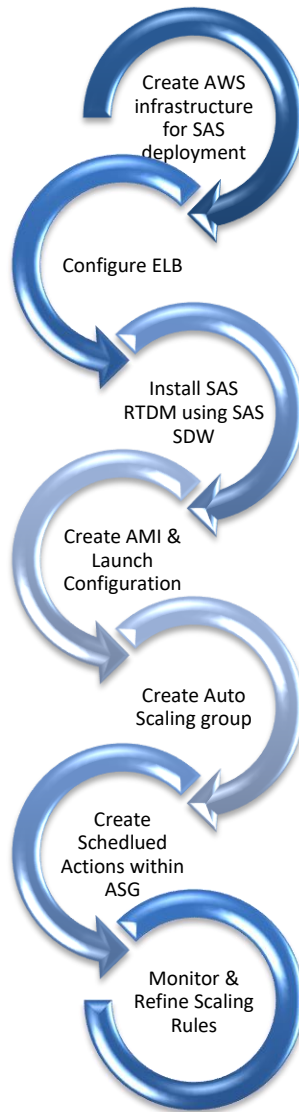 Create AWS
infrastructure
for SAS
deployment
Configure ELB
Install SAS
RTDM using SAS
SDW
Create AMI &
Launch
Configuration
Create Auto
Scaling group
Create
Schedlued
Actions within
ASG
Monitor &
Refine Scaling
Rules